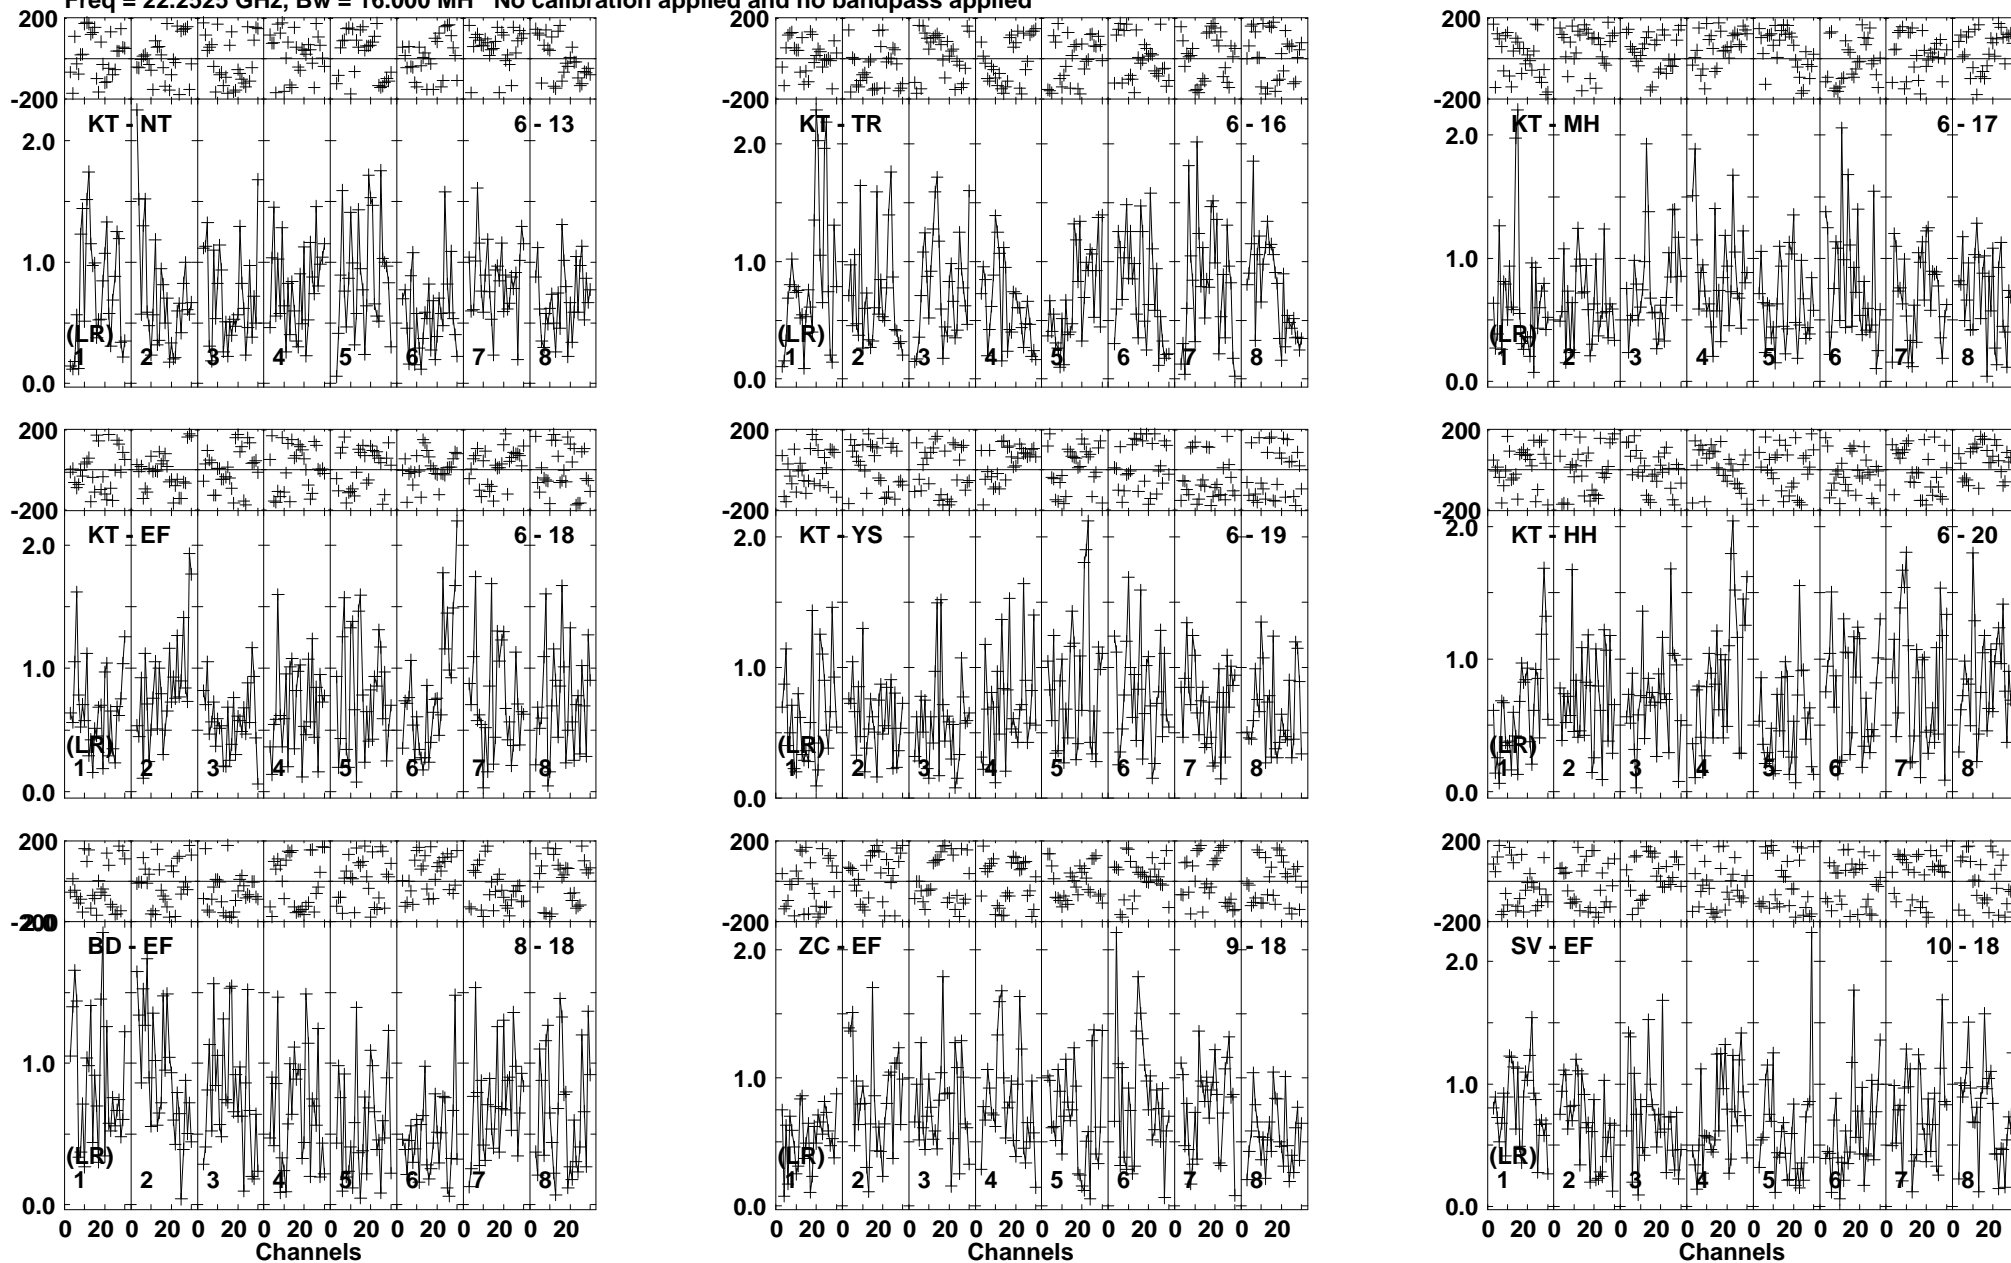 Freq = 22.2525 GHz, Bw = 16.000 MH No calibration applied and no bandpass applied
200 200 200
-200 -200 -200
KT - NT 6 - 13 KT - TR 6 - 16 KT - MH 6 - 17
2.0 2.0 2.0
1.0 1.0 1.0
(LR) (LR) (LR)
1 2 3 4 5 6 7 8 1 2 3 4 5 6 7 8 1 2 3 4 5 6 7 8
0.0 0.0 0.0
200 200 200
-200 -200 -200
KT - EF 6 - 18 KT - YS 6 - 19 KT - HH 6 - 20
2.0 2.0 2.0
1.0 1.0 1.0
(LR) (LR) (LR)
1 2 3 4 5 6 7 8 1 2 3 4 5 6 7 8 1 2 3 4 5 6 7 8
0.0 0.0 0.0
200 200 200
-200 -200 -200
BD - EF 8 - 18 ZC - EF 9 - 18 SV - EF 10 - 18
2.0 2.0
1.0 1.0 1.0
(LR) (LR) (LR)
1 2 3 4 5 6 7 8 1 2 3 4 5 6 7 8 1 2 3 4 5 6 7 8
0.0 0.0 0.0
0 20 0 20 0 20 0 20 0 20 0 20 0 20 0 20 0 20 0 20 0 20 0 20 0 20 0 20 0 20 0 20 0 20 0 20 0 20 0 20 0 20 0 20 0 20 0 20
Channels Channels Channels